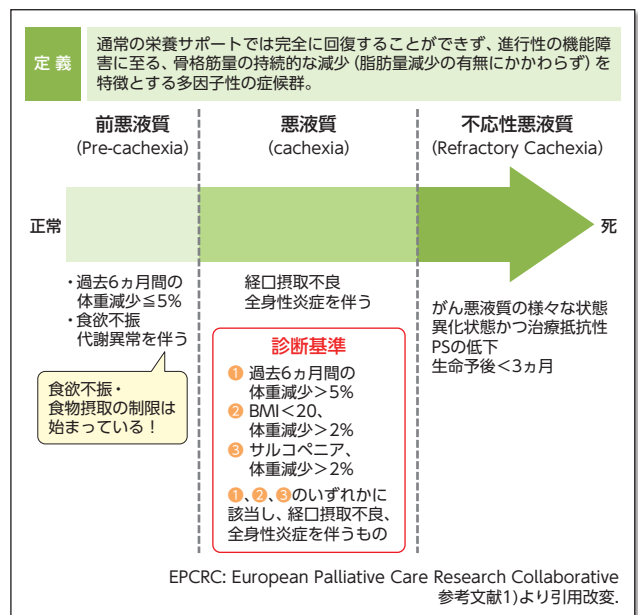 定義
通常の栄養サポートでは完全に回復することができず、進行性の機能障
害に至る、骨格筋量の持続的な減少（脂肪量減少の有無にかかわらず）を
特徴とする多因子性の症候群。
前悪液質
(Pre-cachexia)
悪液質
(cachexia)
不応性悪液質
(Refractory Cachexia)
正常
死
・過去6ヵ月間の
体重減少≦5%
・食欲不振
代謝異常を伴う
食欲不振・
食物摂取の制限は
始まっている！
経口摂取不良
全身性炎症を伴う
診断基準
❶ 過去6ヵ月間の
体重減少＞5%
❷ BMI＜20、
体重減少＞2%
❸ サルコペニア、
体重減少＞2%
❶、❷、❸のいずれかに
該当し、経口摂取不良、
全身性炎症を伴うもの
がん悪液質の様々な状態
異化状態かつ治療抵抗性
PSの低下
生命予後＜3ヵ月
EPCRC: European Palliative Care Research Collaborative
参考文献1)より引用改変.